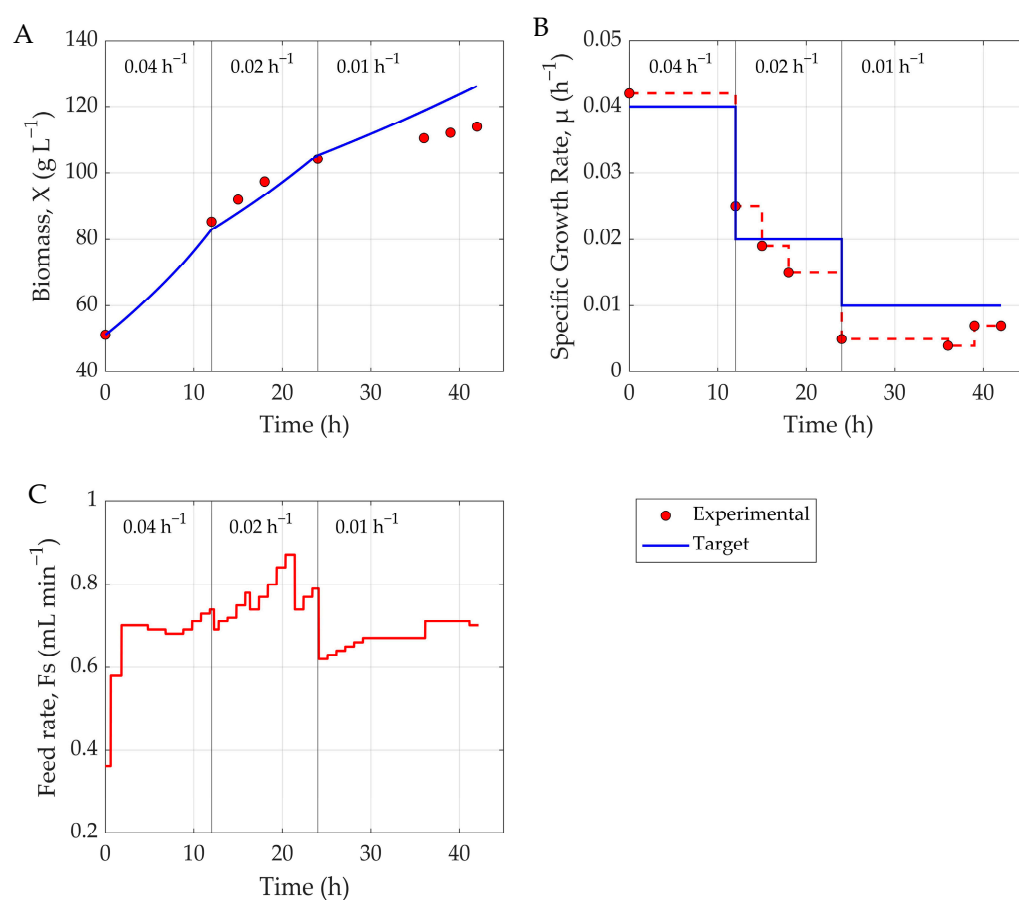 A
140
120
100
80
60
40
0.04 h⁻¹
0.02 h⁻¹
0.01 h⁻¹
Biomass, X (g L⁻¹)
0
10
20
30
40
Time (h)
B
0.05
0.04
0.03
0.02
0.01
0
0.04 h⁻¹
0.02 h⁻¹
0.01 h⁻¹
Specific Growth Rate, μ (h⁻¹)
0
10
20
30
40
Time (h)
C
1
0.8
0.6
0.4
0.2
0.04 h⁻¹
0.02 h⁻¹
0.01 h⁻¹
Feed rate, Fs (mL min⁻¹)
0
10
20
30
40
Time (h)
Experimental
Target